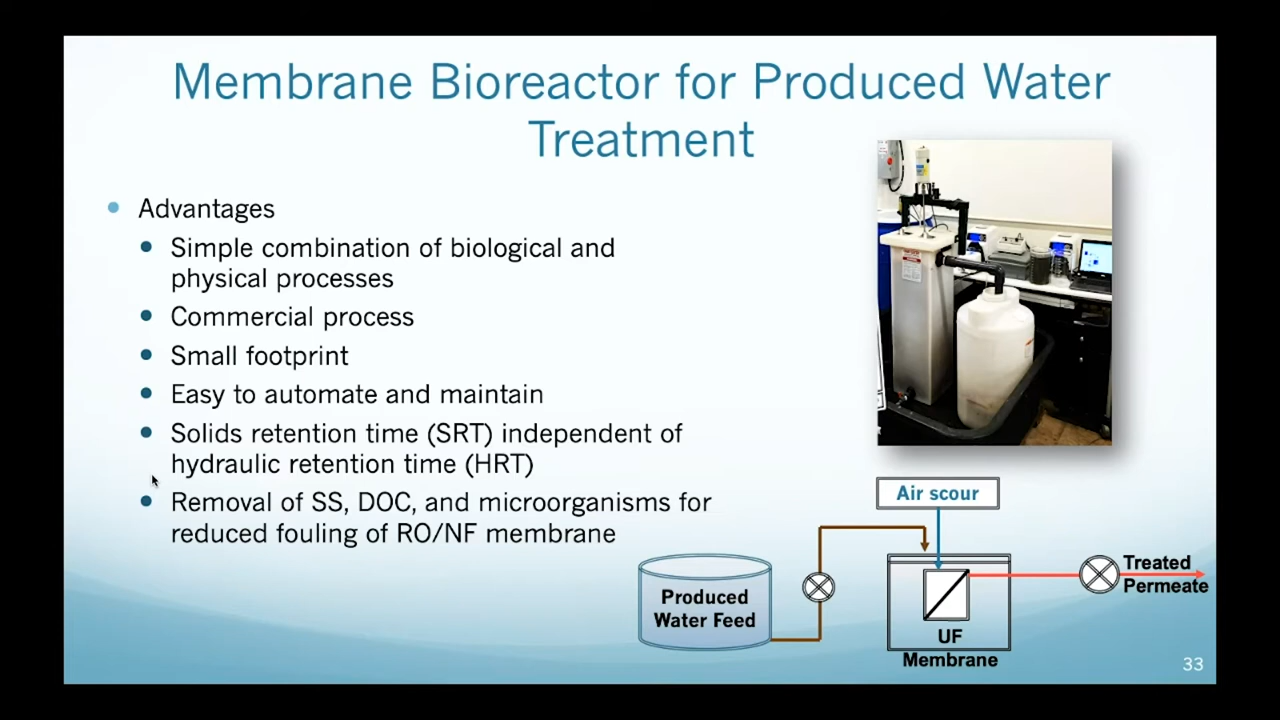 Membrane Bioreactor for Produced Water
Treatment
Advantages
Simple combination of biological and
physical processes
Commercial process
Small footprint
Easy to automate and maintain
Solids retention time (SRT) independent of
hydraulic retention time (HRT)
Removal of SS, DOC, and microorganisms for
reduced fouling of RO/NF membrane
Air scour
Produced
Water Feed
UF
Membrane
Treated
Permeate
33